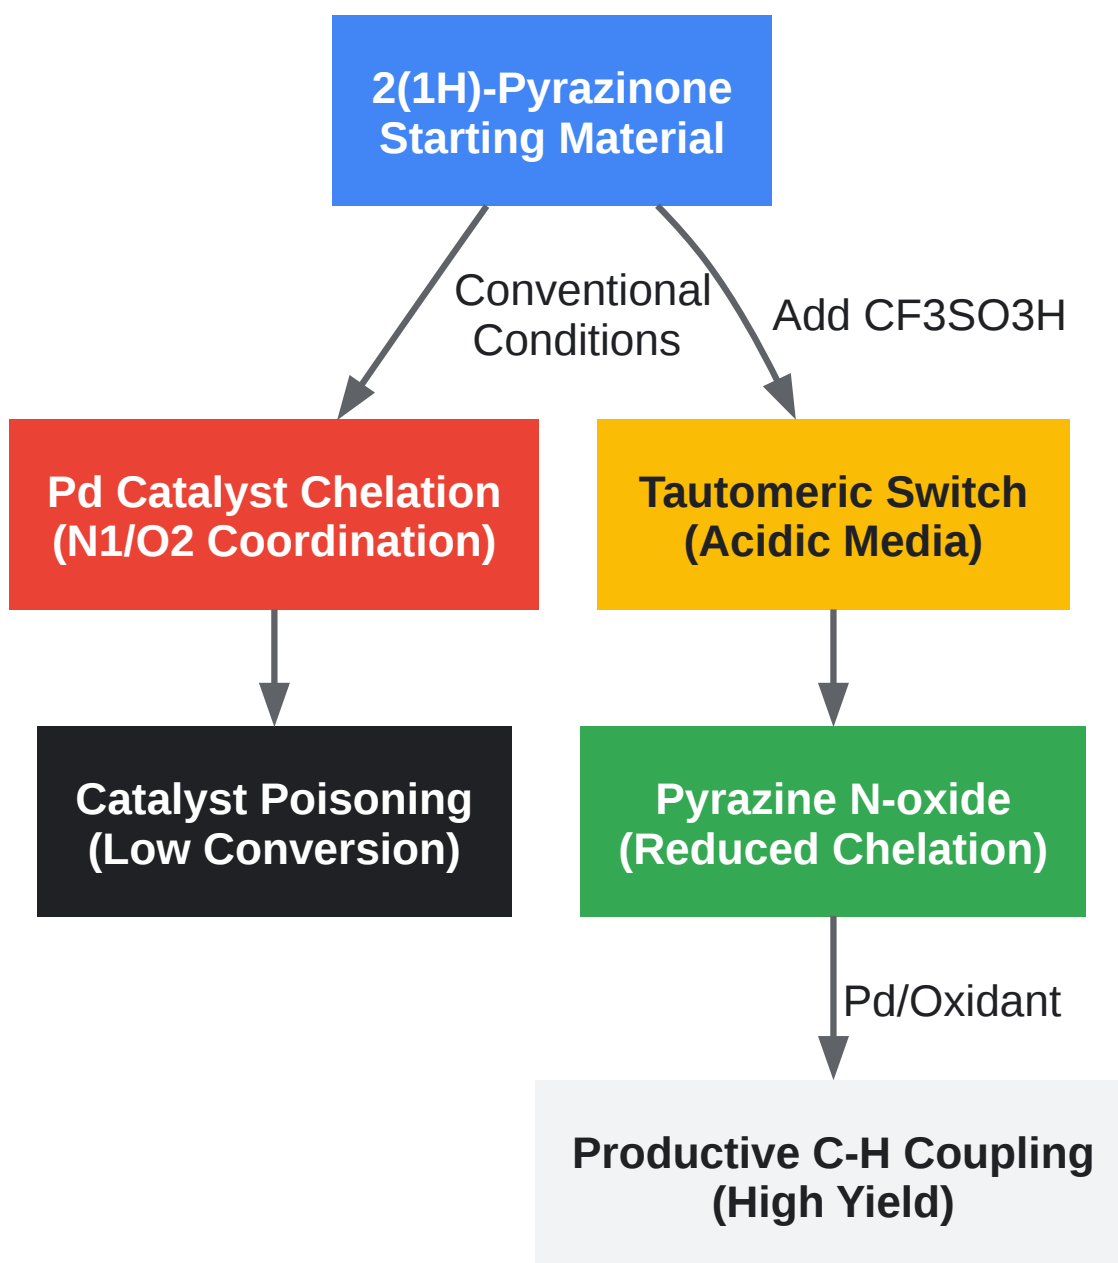 2(1H)-Pyrazinone
Starting Material
Conventional
Conditions
Add CF3SO3H
Pd Catalyst Chelation
(N1/O2 Coordination)
Tautomeric Switch
(Acidic Media)
Catalyst Poisoning
(Low Conversion)
Pyrazine N-oxide
(Reduced Chelation)
Pd/Oxidant
Productive C-H Coupling
(High Yield)